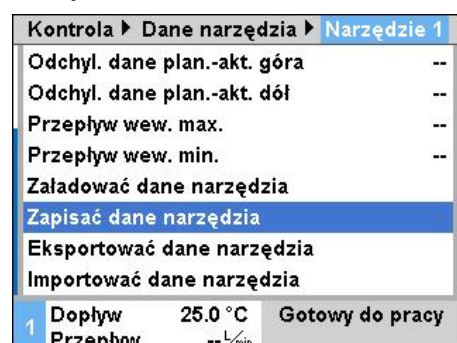 Kontrola ▶ Dane narzędzia ▶ Narzędzie 1
Odchyl. dane plan.-akt. góra --
Odchyl. dane plan.-akt. dół --
Przepływ wew. max. --
Przepływ wew. min. --
Załadować dane narzędzia
Zapisać dane narzędzia
Eksportować dane narzędzia
Importować dane narzędzia
1 Dopływ 25.0 °C Gotowy do pracy
Przepływ -- L/min